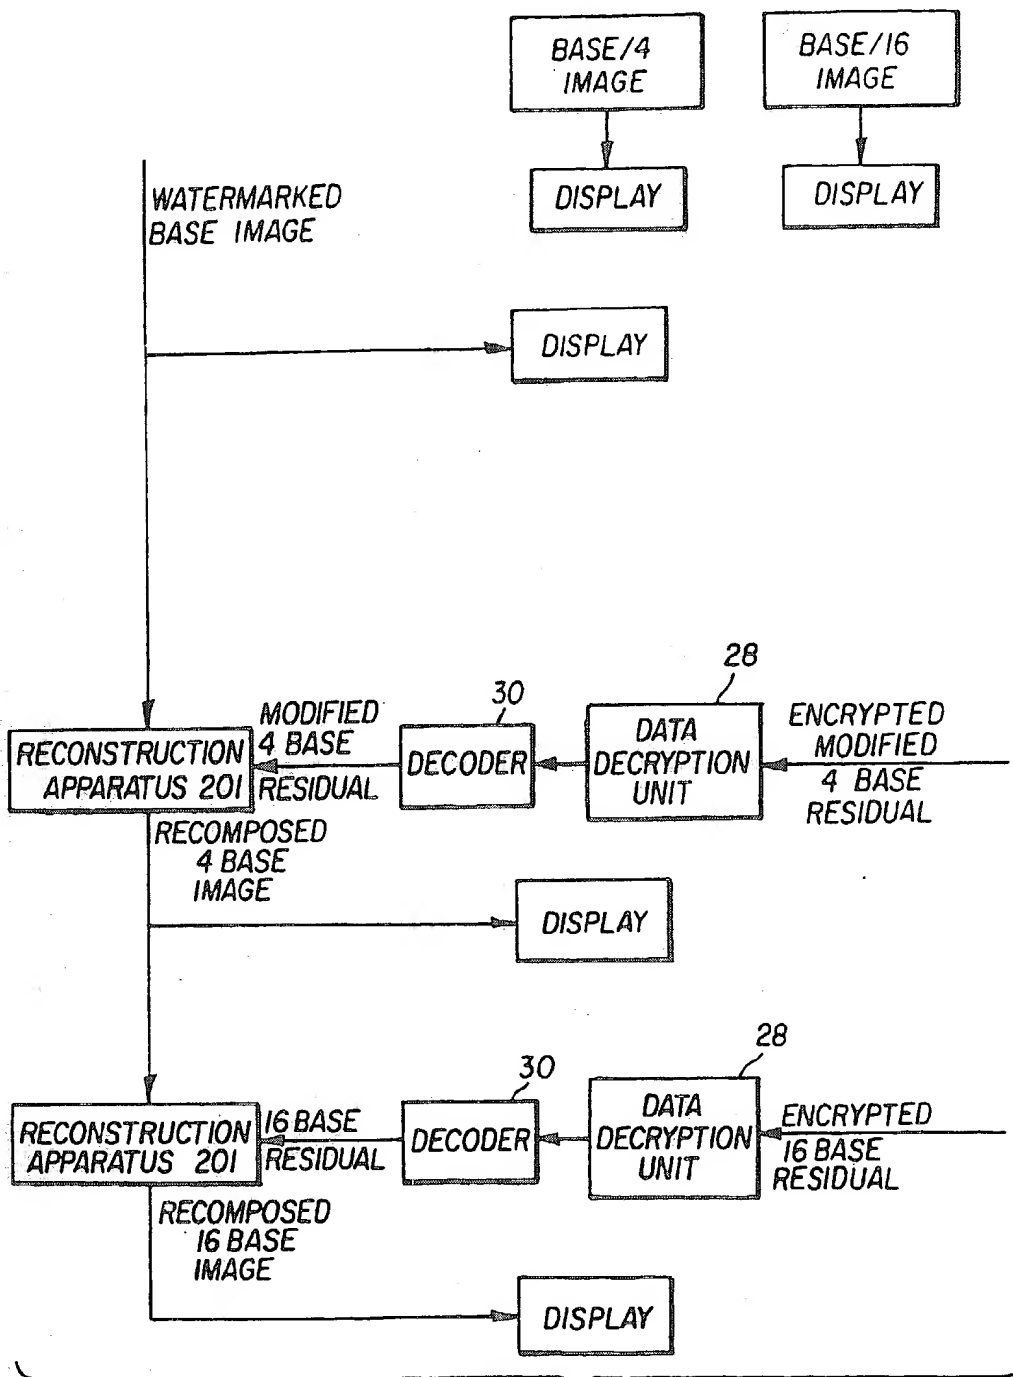 BASE/4
IMAGE
BASE/16
IMAGE
DISPLAY
DISPLAY
WATERMARKED
BASE IMAGE
DISPLAY
28
30
MODIFIED
4 BASE
RESIDUAL
RECONSTRUCTION
APPARATUS 201
DECODER
DATA
DECRYPTION
UNIT
ENCRYPTED
MODIFIED
4 BASE
RESIDUAL
RECOMPOSED
4 BASE
IMAGE
DISPLAY
28
30
RECONSTRUCTION
APPARATUS 201
16 BASE
RESIDUAL
DECODER
DATA
DECRYPTION
UNIT
ENCRYPTED
16 BASE
RESIDUAL
RECOMPOSED
16 BASE
IMAGE
DISPLAY